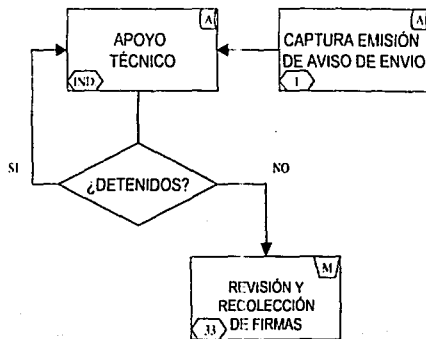 A
APOYO
TÉCNICO
IND
A
CAPTURA EMISIÓN
DE AVISO DE ENVIO
1
SI
¿DETENIDOS?
NO
M
REVISIÓN Y
RECOLECCIÓN
DE FIRMAS
33